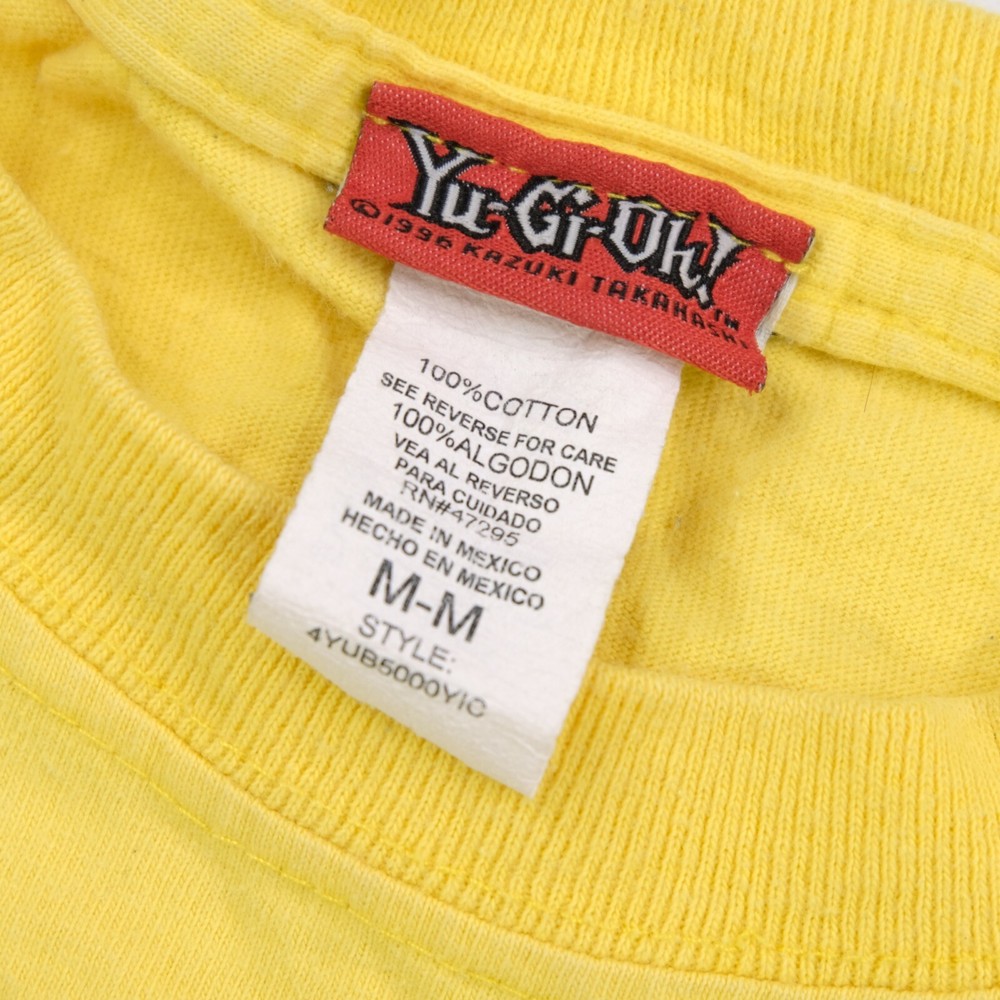 Yu-Gi-Oh!™
©1996 KAZUKI TAKAHASHI
100%COTTON
SEE REVERSE FOR CARE
100%ALGODON
VEA AL REVERSO
PARA CUIDADO
RN#47295
MADE IN MEXICO
HECHO EN MEXICO
M-M
STYLE:
4YUB5000YIC